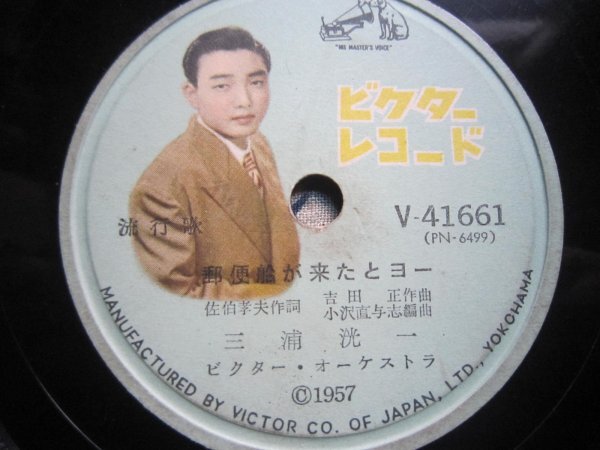 "HIS MASTER'S VOICE"
ビクター
レコード
V-41661
(PN-6499)
流行歌
郵便船が来たとヨー
佐伯孝夫作詞 吉田 正作曲
小沢直与志編曲
三浦洸一
ビクター・オーケストラ
©1957
MANUFACTURED BY VICTOR CO. OF JAPAN, LTD., YOKOHAMA